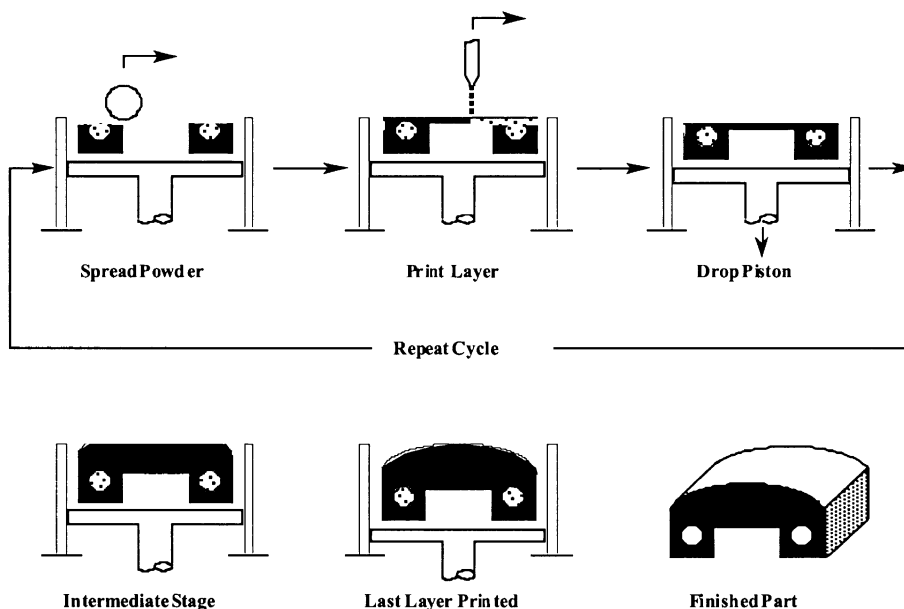 Spread Powder
Print Layer
Drop Piston
Repeat Cycle
Intermediate Stage
Last Layer Printed
Finished Part